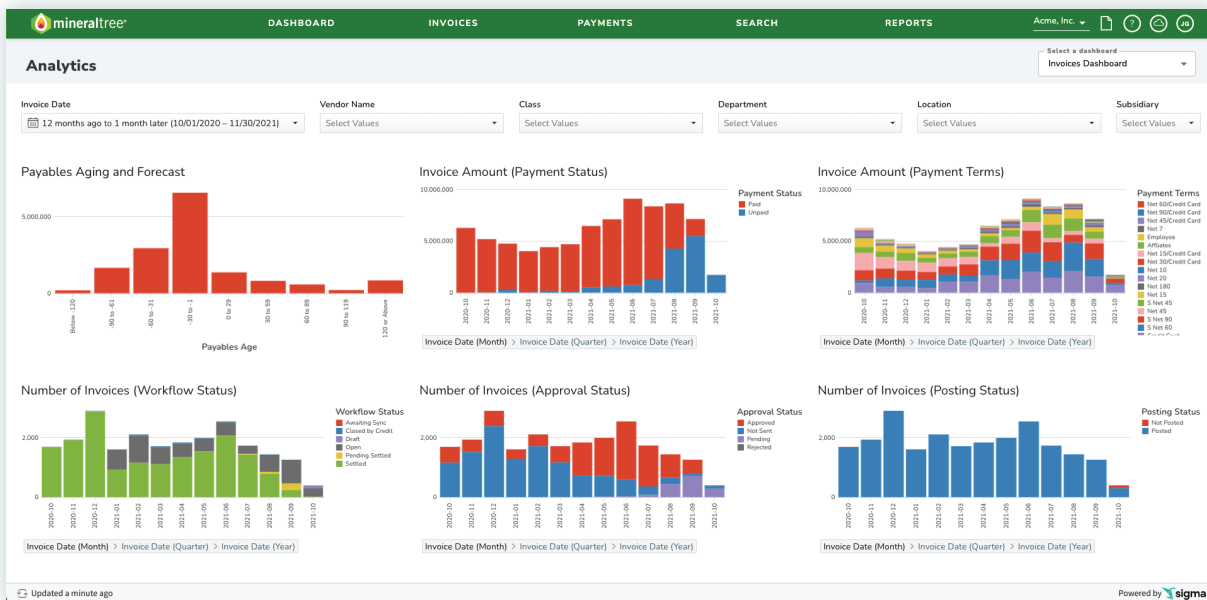 mineraltree
DASHBOARD
INVOICES
PAYMENTS
SEARCH
REPORTS
Acme, Inc.
?
JG
Analytics
Select a dashboard
Invoices Dashboard
Invoice Date
12 months ago to 1 month later (10/01/2020 – 11/30/2021)
Vendor Name
Select Values
Class
Select Values
Department
Select Values
Location
Select Values
Subsidiary
Select Values
Payables Aging and Forecast
5,000,000
0
Below -120
-90 to -61
-60 to -31
-30 to -1
0 to 29
30 to 59
60 to 89
90 to 119
120 or Above
Payables Age
Invoice Amount (Payment Status)
10,000,000
5,000,000
0
2020-10
2020-11
2020-12
2021-01
2021-02
2021-03
2021-04
2021-05
2021-06
2021-07
2021-08
2021-09
2021-10
Payment Status
Paid
Unpaid
Invoice Date (Month) > Invoice Date (Quarter) > Invoice Date (Year)
Invoice Amount (Payment Terms)
10,000,000
5,000,000
0
2020-10
2020-11
2020-12
2021-01
2021-02
2021-03
2021-04
2021-05
2021-06
2021-07
2021-08
2021-09
2021-10
Payment Terms
Net 60/Credit Card
Net 90/Credit Card
Net 45/Credit Card
Net 7
Employee
Affliates
Net 15/Credit Card
Net 30/Credit Card
Net 10
Net 20
Net 180
Net 15
S Net 45
Net 45
S Net 90
S Net 60
Credit Card
Invoice Date (Month) > Invoice Date (Quarter) > Invoice Date (Year)
Number of Invoices (Workflow Status)
2,000
0
2020-10
2020-11
2020-12
2021-01
2021-02
2021-03
2021-04
2021-05
2021-06
2021-07
2021-08
2021-09
2021-10
Workflow Status
Awaiting Sync
Closed by Credit
Draft
Open
Pending Settled
Settled
Invoice Date (Month) > Invoice Date (Quarter) > Invoice Date (Year)
Number of Invoices (Approval Status)
2,000
0
2020-10
2020-11
2020-12
2021-01
2021-02
2021-03
2021-04
2021-05
2021-06
2021-07
2021-08
2021-09
2021-10
Approval Status
Approved
Not Sent
Pending
Rejected
Invoice Date (Month) > Invoice Date (Quarter) > Invoice Date (Year)
Number of Invoices (Posting Status)
2,000
0
2020-10
2020-11
2020-12
2021-01
2021-02
2021-03
2021-04
2021-05
2021-06
2021-07
2021-08
2021-09
2021-10
Posting Status
Not Posted
Posted
Invoice Date (Month) > Invoice Date (Quarter) > Invoice Date (Year)
Updated a minute ago
Powered by sigma